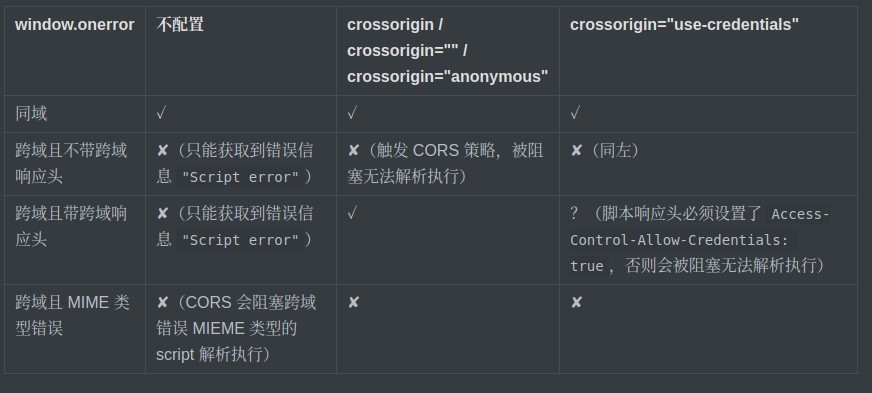 window.onerror
不配置
crossorigin /
crossorigin="" /
crossorigin="anonymous"
crossorigin="use-credentials"
同域
√
√
√
跨域且不带跨域
响应头
✘（只能获取到错误信
息 "Script error" ）
✘（触发 CORS 策略，被阻
塞无法解析执行）
✘（同左）
跨域且带跨域响
应头
✘（只能获取到错误信
息 "Script error" ）
√
？（脚本响应头必须设置了 Access-
Control-Allow-Credentials:
true ，否则会被阻塞无法解析执行）
跨域且 MIME 类
型错误
✘（CORS 会阻塞跨域
错误 MIEME 类型的
script 解析执行）
✘
✘